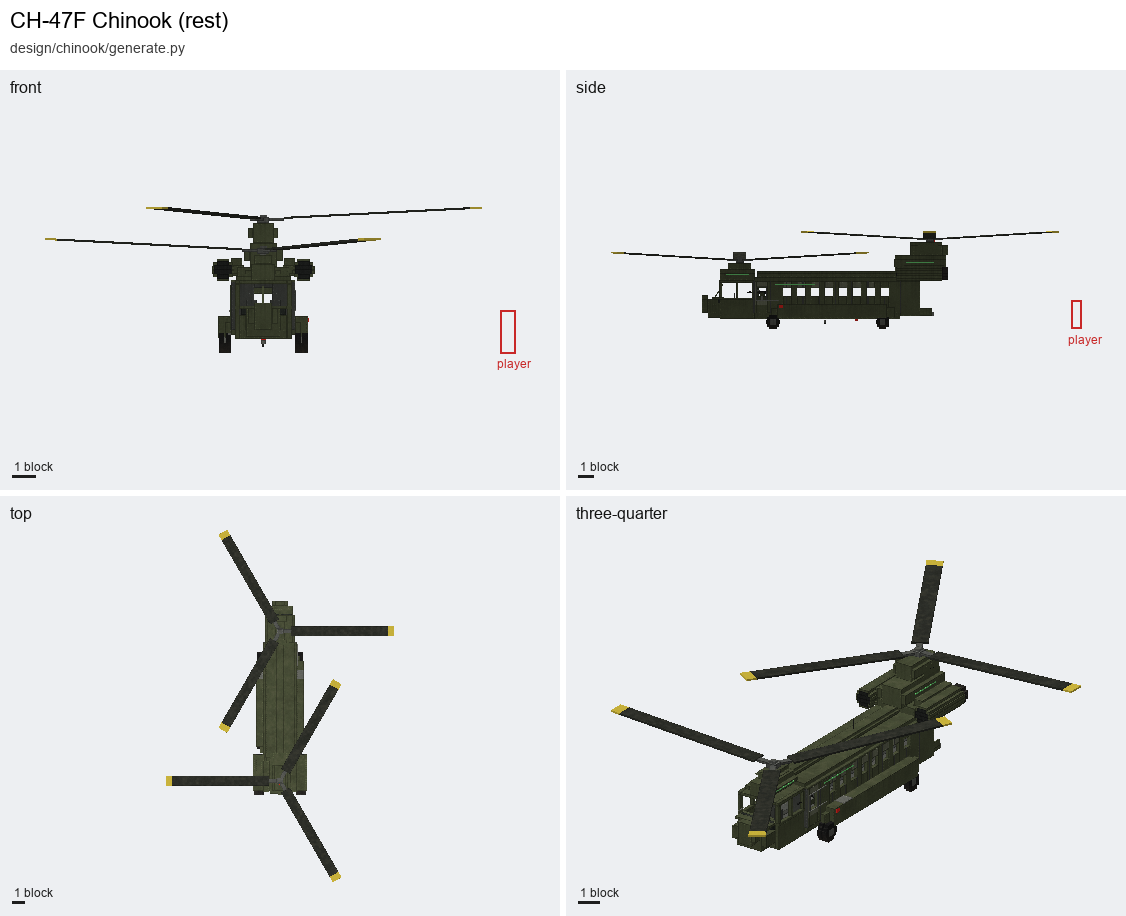 CH-47F Chinook (rest)
design/chinook/generate.py
front
side
player
player
1 block
1 block
top
three-quarter
1 block
1 block